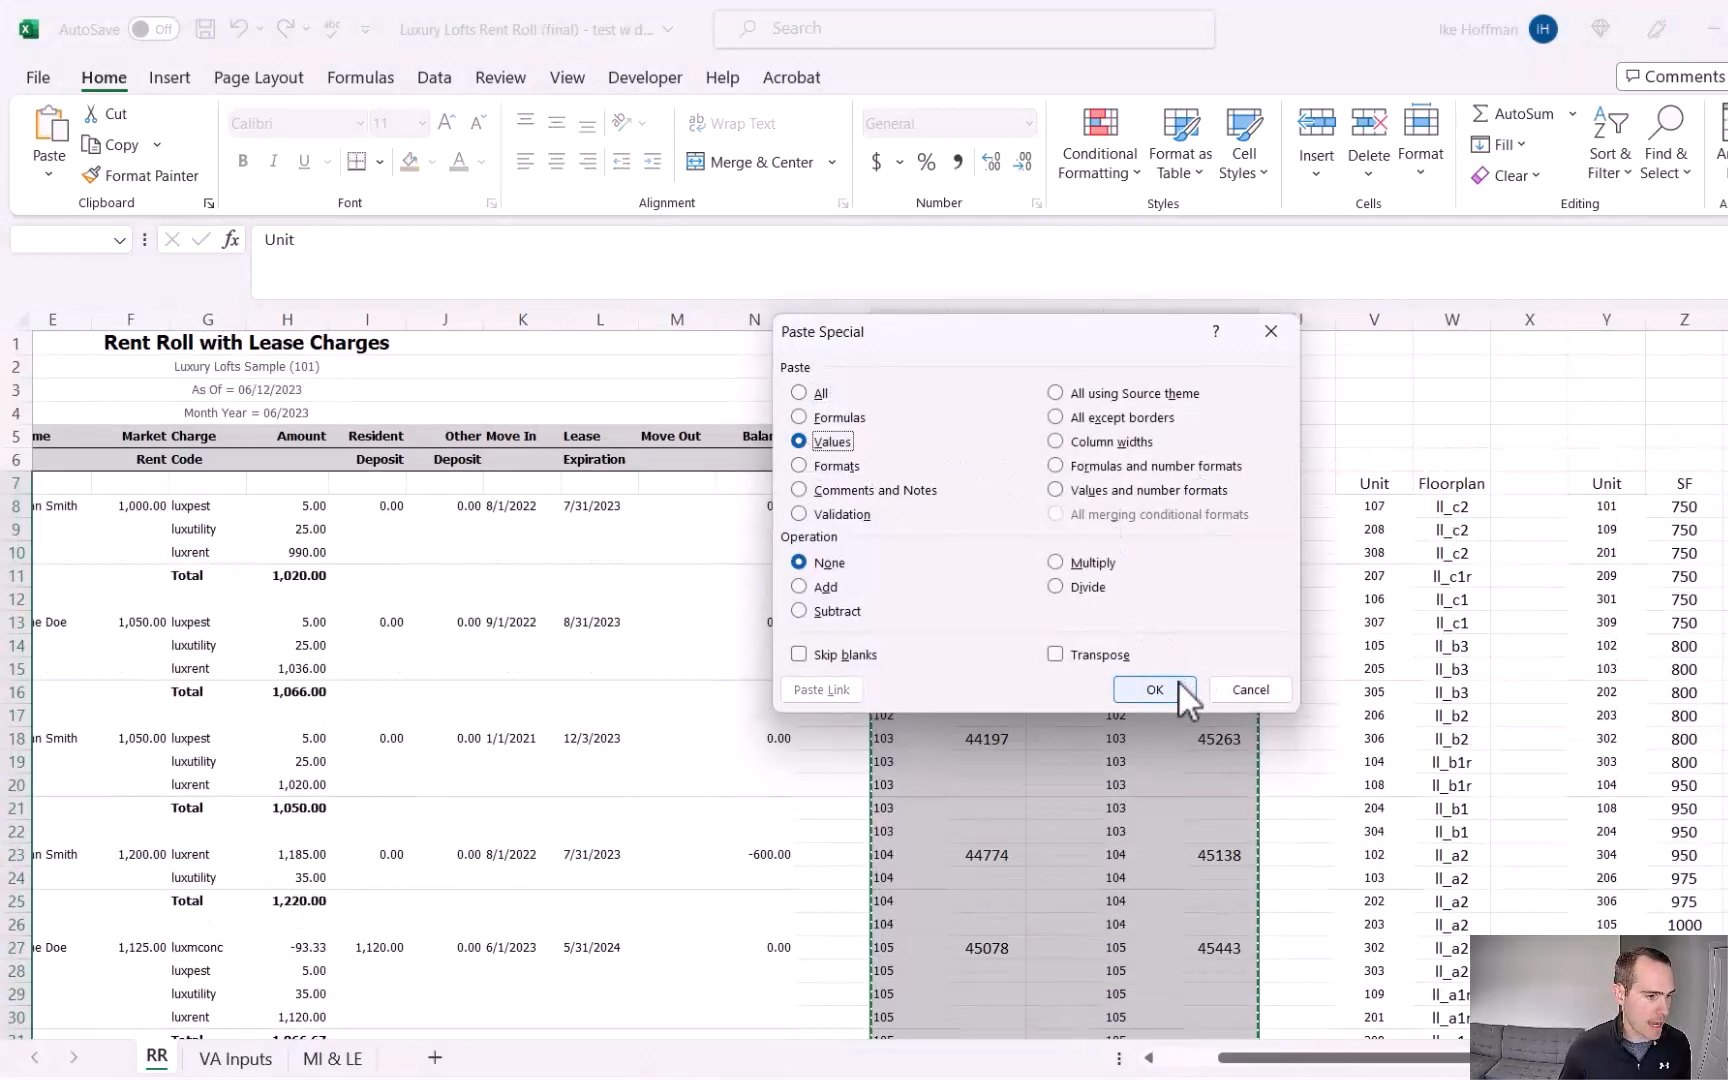 AutoSave Off Luxury Lofts Rent Roll (final) - test w d... Search Ike Hoffman IH
File Home Insert Page Layout Formulas Data Review View Developer Help Acrobat Comments
Paste Cut Copy Format Painter Clipboard
Calibri 11 B I U A Font
ab Wrap Text Merge & Center Alignment
General $ % Number
Conditional Formatting Format as Table Cell Styles Styles
Insert Delete Format Cells
AutoSum Fill Clear Sort & Filter Find & Select Editing
fx Unit
E F G H I J K L M N V W X Y Z
1 Rent Roll with Lease Charges
2 Luxury Lofts Sample (101)
3 As Of = 06/12/2023
4 Month Year = 06/2023
5 me Market Charge Amount Resident Other Move In Lease Move Out Balan
6 Rent Code Deposit Deposit Expiration
7 Unit Floorplan Unit SF
8 n Smith 1,000.00 luxpest 5.00 0.00 0.00 8/1/2022 7/31/2023 107 ll_c2 101 750
9 luxutility 25.00 208 ll_c2 109 750
10 luxrent 990.00 308 ll_c2 201 750
11 Total 1,020.00 207 ll_c1r 209 750
12 106 ll_c1 301 750
13 e Doe 1,050.00 luxpest 5.00 0.00 0.00 9/1/2022 8/31/2023 307 ll_c1 309 750
14 luxutility 25.00 105 ll_b3 102 800
15 luxrent 1,036.00 205 ll_b3 103 800
16 Total 1,066.00 305 ll_b3 202 800
17 102 102 206 ll_b2 203 800
18 n Smith 1,050.00 luxpest 5.00 0.00 0.00 1/1/2021 12/3/2023 0.00 103 44197 103 45263 306 ll_b2 302 800
19 luxutility 25.00 103 103 104 ll_b1r 303 800
20 luxrent 1,020.00 103 103 108 ll_b1r 104 950
21 Total 1,050.00 103 103 204 ll_b1 108 950
22 103 103 304 ll_b1 204 950
23 n Smith 1,200.00 luxrent 1,185.00 0.00 0.00 8/1/2022 7/31/2023 -600.00 104 44774 104 45138 102 ll_a2 304 950
24 luxutility 35.00 104 104 103 ll_a2 206 975
25 Total 1,220.00 104 104 202 ll_a2 306 975
26 104 104 203 ll_a2 105 1000
27 e Doe 1,125.00 luxmconc -93.33 1,120.00 0.00 6/1/2023 5/31/2024 0.00 105 45078 105 45443 302 ll_a2
28 luxpest 5.00 105 105 303 ll_a2
29 luxutility 35.00 105 105 109 ll_a1r
30 luxrent 1,120.00 105 105 201 ll_a1r
Paste Special ?
Paste
All All using Source theme
Formulas All except borders
Values Column widths
Formats Formulas and number formats
Comments and Notes Values and number formats
Validation All merging conditional formats
Operation
None Multiply
Add Divide
Subtract
Skip blanks Transpose
Paste Link OK Cancel
RR VA Inputs MI & LE